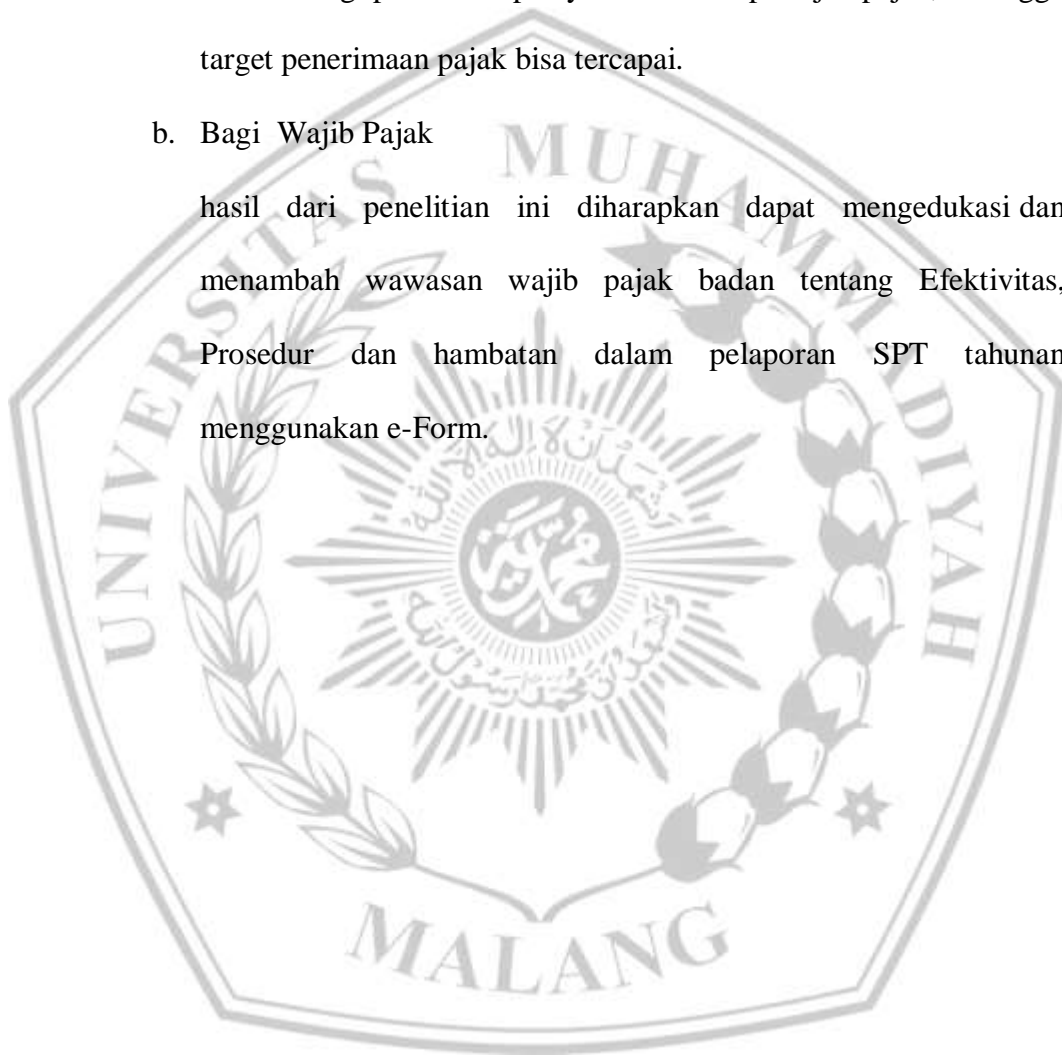 target penerimaan pajak bisa tercapai.
b. Bagi Wajib Pajak
hasil dari penelitian ini diharapkan dapat mengedukasi dan
menambah wawasan wajib pajak badan tentang Efektivitas,
Prosedur dan hambatan dalam pelaporan SPT tahunan
menggunakan e-Form.
UNIVERSITAS MUHAMMADIYAH
MALANG